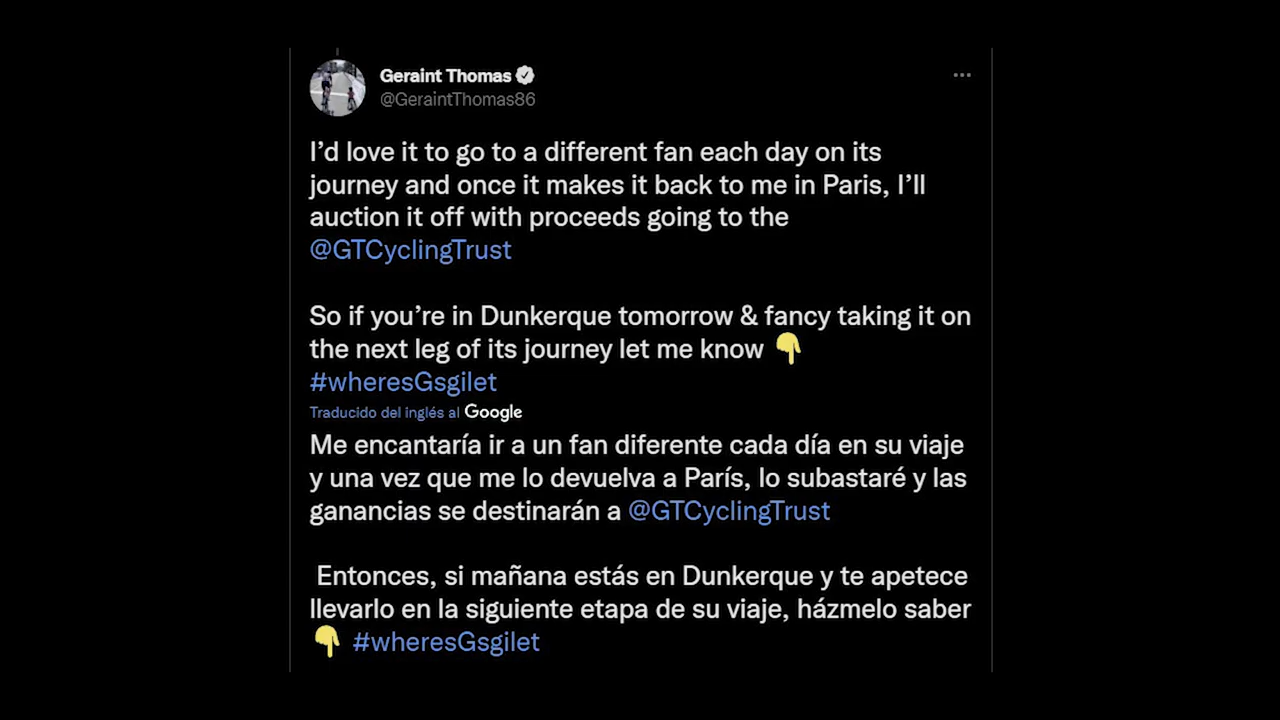 Geraint Thomas
@GeraintThomas86
I’d love it to go to a different fan each day on its
journey and once it makes it back to me in Paris, I’ll
auction it off with proceeds going to the
@GTCyclingTrust
So if you’re in Dunkerque tomorrow & fancy taking it on
the next leg of its journey let me know 👇
#wheresGsgilet
Traducido del inglés al Google
Me encantaría ir a un fan diferente cada día en su viaje
y una vez que me lo devuelva a París, lo subastaré y las
ganancias se destinarán a @GTCyclingTrust
Entonces, si mañana estás en Dunkerque y te apetece
llevarlo en la siguiente etapa de su viaje, házmelo saber
👇 #wheresGsgilet